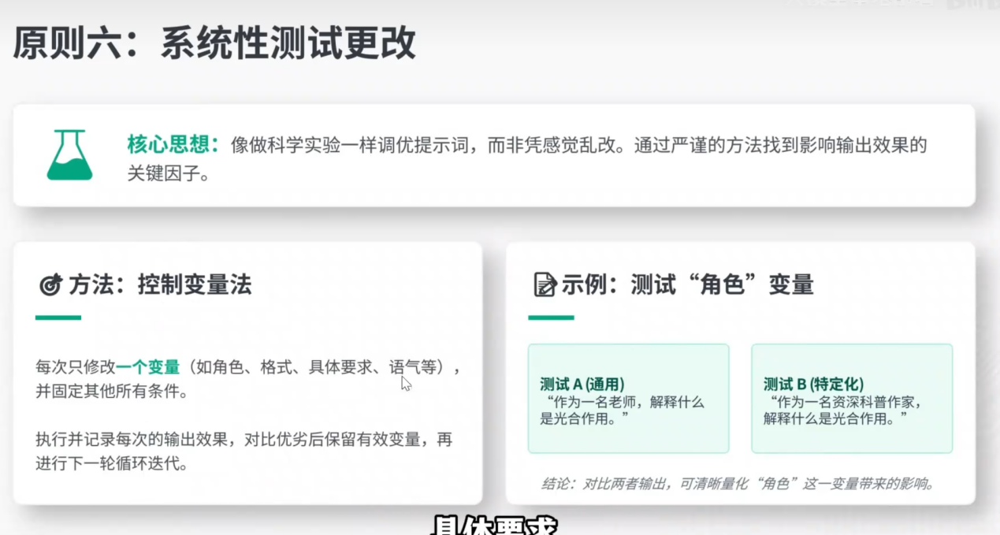 原则六：系统性测试更改
核心思想：像做科学实验一样调优提示词，而非凭感觉乱改。通过严谨的方法找到影响输出效果的
关键因子。
方法：控制变量法
每次只修改一个变量（如角色、格式、具体要求、语气等），
并固定其他所有条件。
执行并记录每次的输出效果，对比优劣后保留有效变量，再
进行下一轮循环迭代。
示例：测试“角色”变量
测试 A (通用)
“作为一名老师，解释什么
是光合作用。”
测试 B (特定化)
“作为一名资深科普作家，
解释什么是光合作用。”
结论：对比两者输出，可清晰量化“角色”这一变量带来的影响。
具体要求